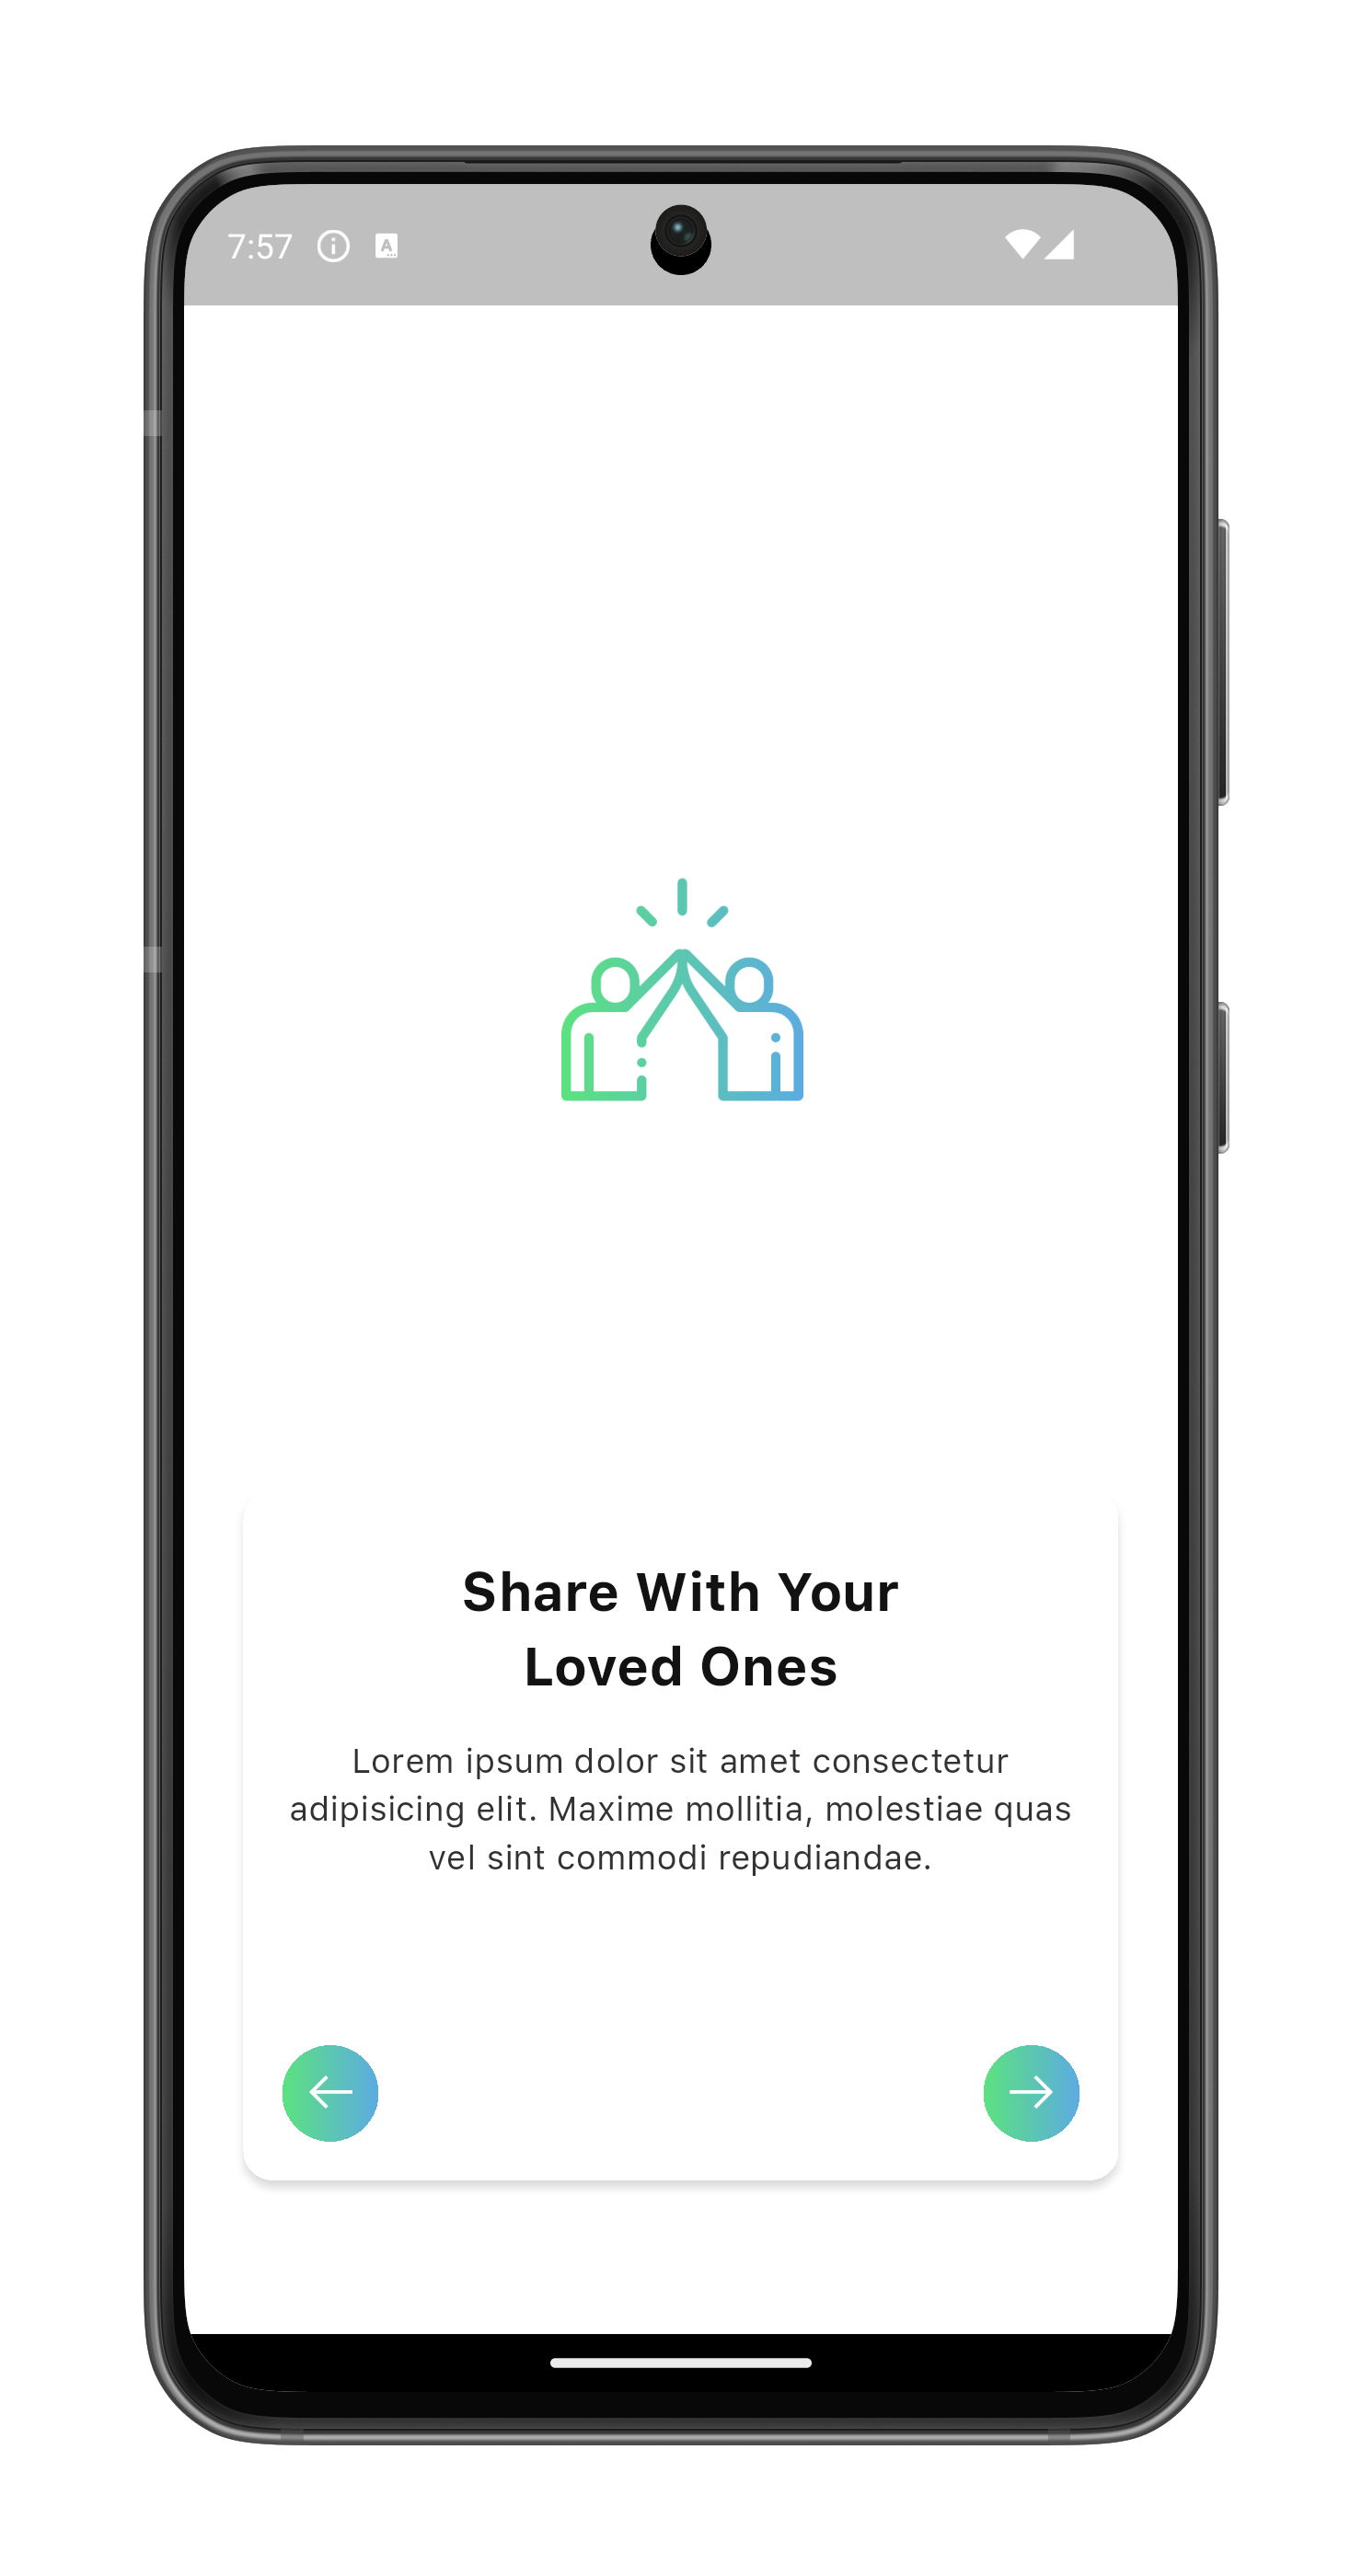 7:57
Share With Your
Loved Ones
Lorem ipsum dolor sit amet consectetur
adipisicing elit. Maxime mollitia, molestiae quas
vel sint commodi repudiandae.